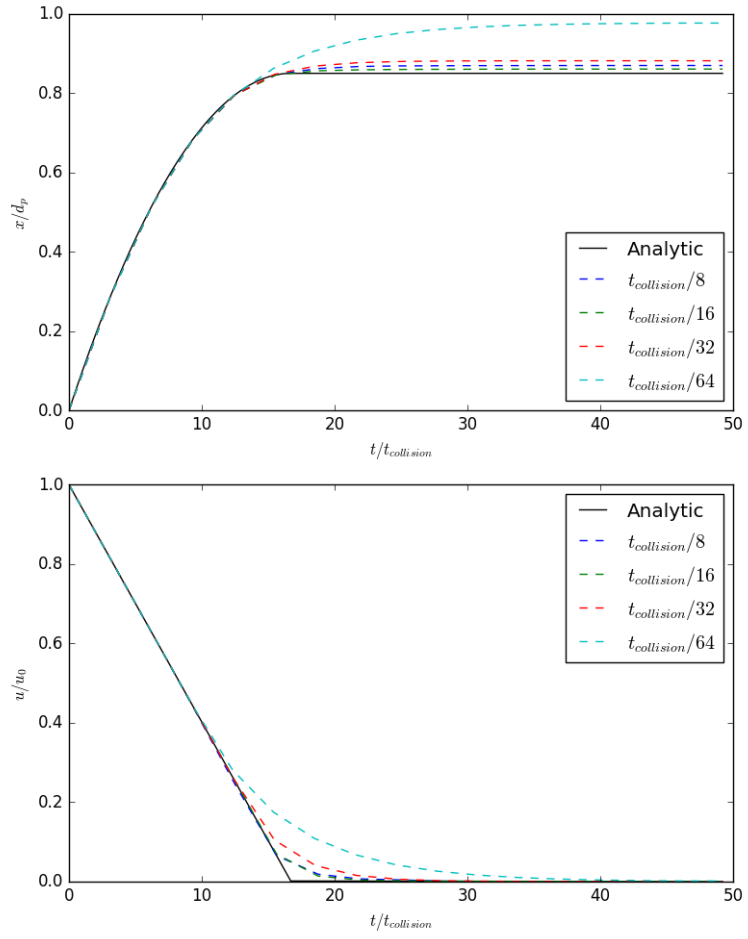 1.0
0.8
0.6
0.4
0.2
0.0
x/d_p
Analytic
t_collision/8
t_collision/16
t_collision/32
t_collision/64
0 10 20 30 40 50
t/t_collision
1.0
0.8
0.6
0.4
0.2
0.0
u/u_0
Analytic
t_collision/8
t_collision/16
t_collision/32
t_collision/64
0 10 20 30 40 50
t/t_collision